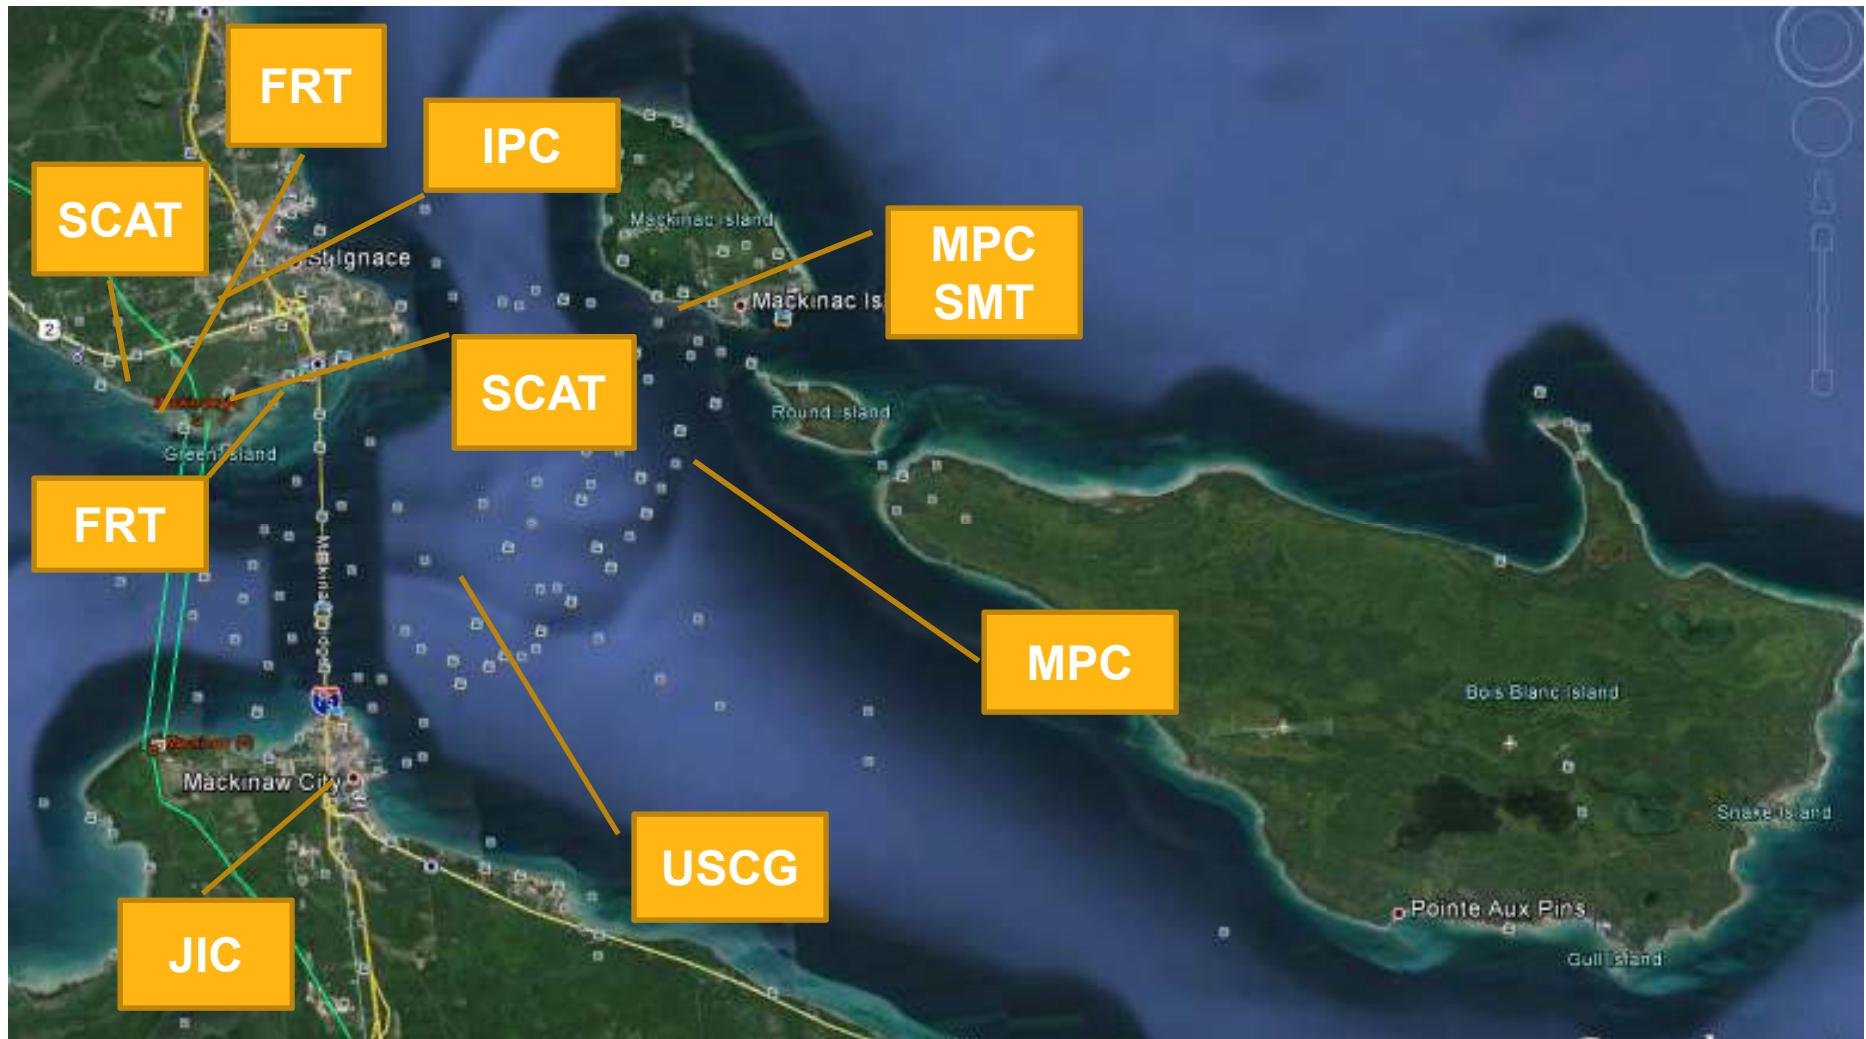 FRT
IPC
SCAT
MPC
SMT
Mackinac Island
St Ignace
Mackinac Is
2
SCAT
Round Island
Green Island
FRT
MPC
Bois Blanc Island
Mackinaw City
Snake Island
USCG
Pointe Aux Pins
JIC
Gull Island